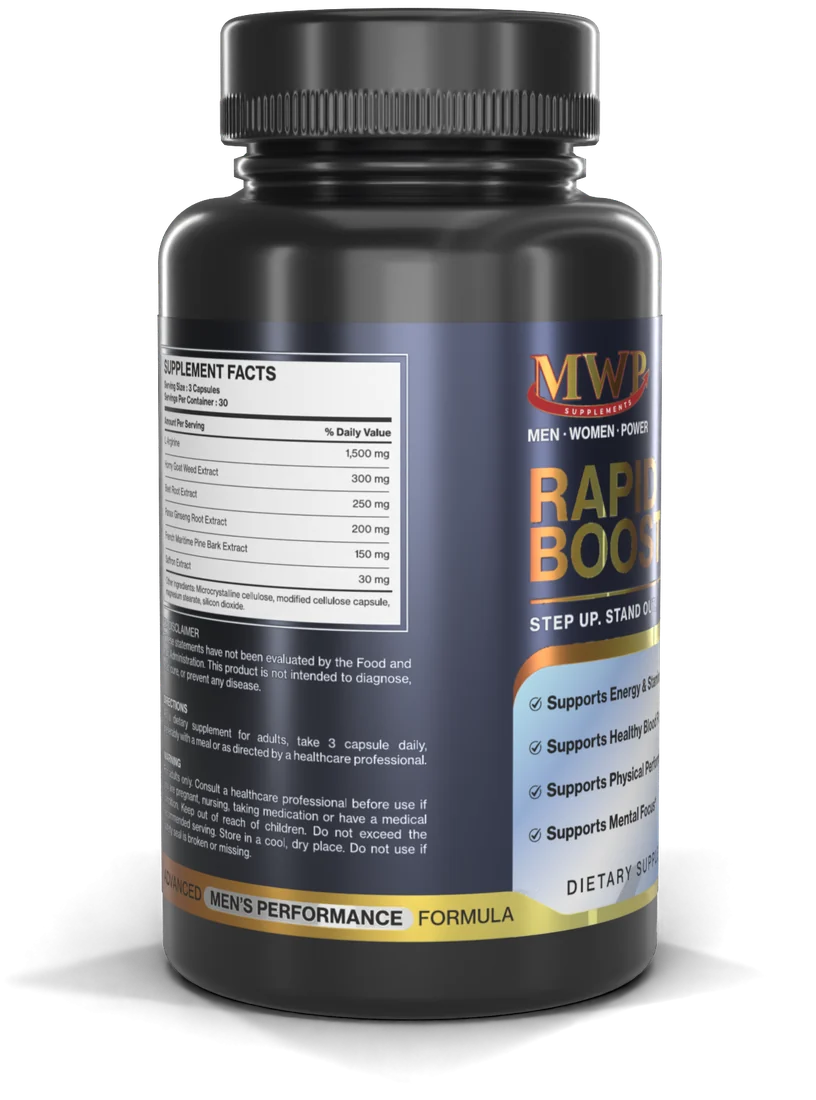 SUPPLEMENT FACTS
Serving Size : 3 Capsules
Servings Per Container : 30
Amount Per Serving
% Daily Value
L-Arginine
1,500 mg
Horny Goat Weed Extract
300 mg
Beet Root Extract
250 mg
Panax Ginseng Root Extract
200 mg
French Maritime Pine Bark Extract
150 mg
Saffron Extract
30 mg
Other Ingredients: Microcrystalline cellulose, modified cellulose capsule,
magnesium stearate, silicon dioxide.
DISCLAIMER
statements have not been evaluated by the Food and
Administration. This product is not intended to diagnose,
cure, or prevent any disease.
dietary supplement for adults, take 3 capsule daily,
with a meal or as directed by a healthcare professional.
adults only. Consult a healthcare professional before use if
pregnant, nursing, taking medication or have a medical
Keep out of reach of children. Do not exceed the
serving. Store in a cool, dry place. Do not use if
seal is broken or missing.
ADVANCED MEN'S PERFORMANCE FORMULA
MWP
SUPPLEMENTS
MEN · WOMEN · POWER
RAPID
BOOST
STEP UP. STAND OU
Supports Energy & Stam
Supports Healthy Blood
Supports Physical Perfor
Supports Mental Focus*
DIETARY SUPP